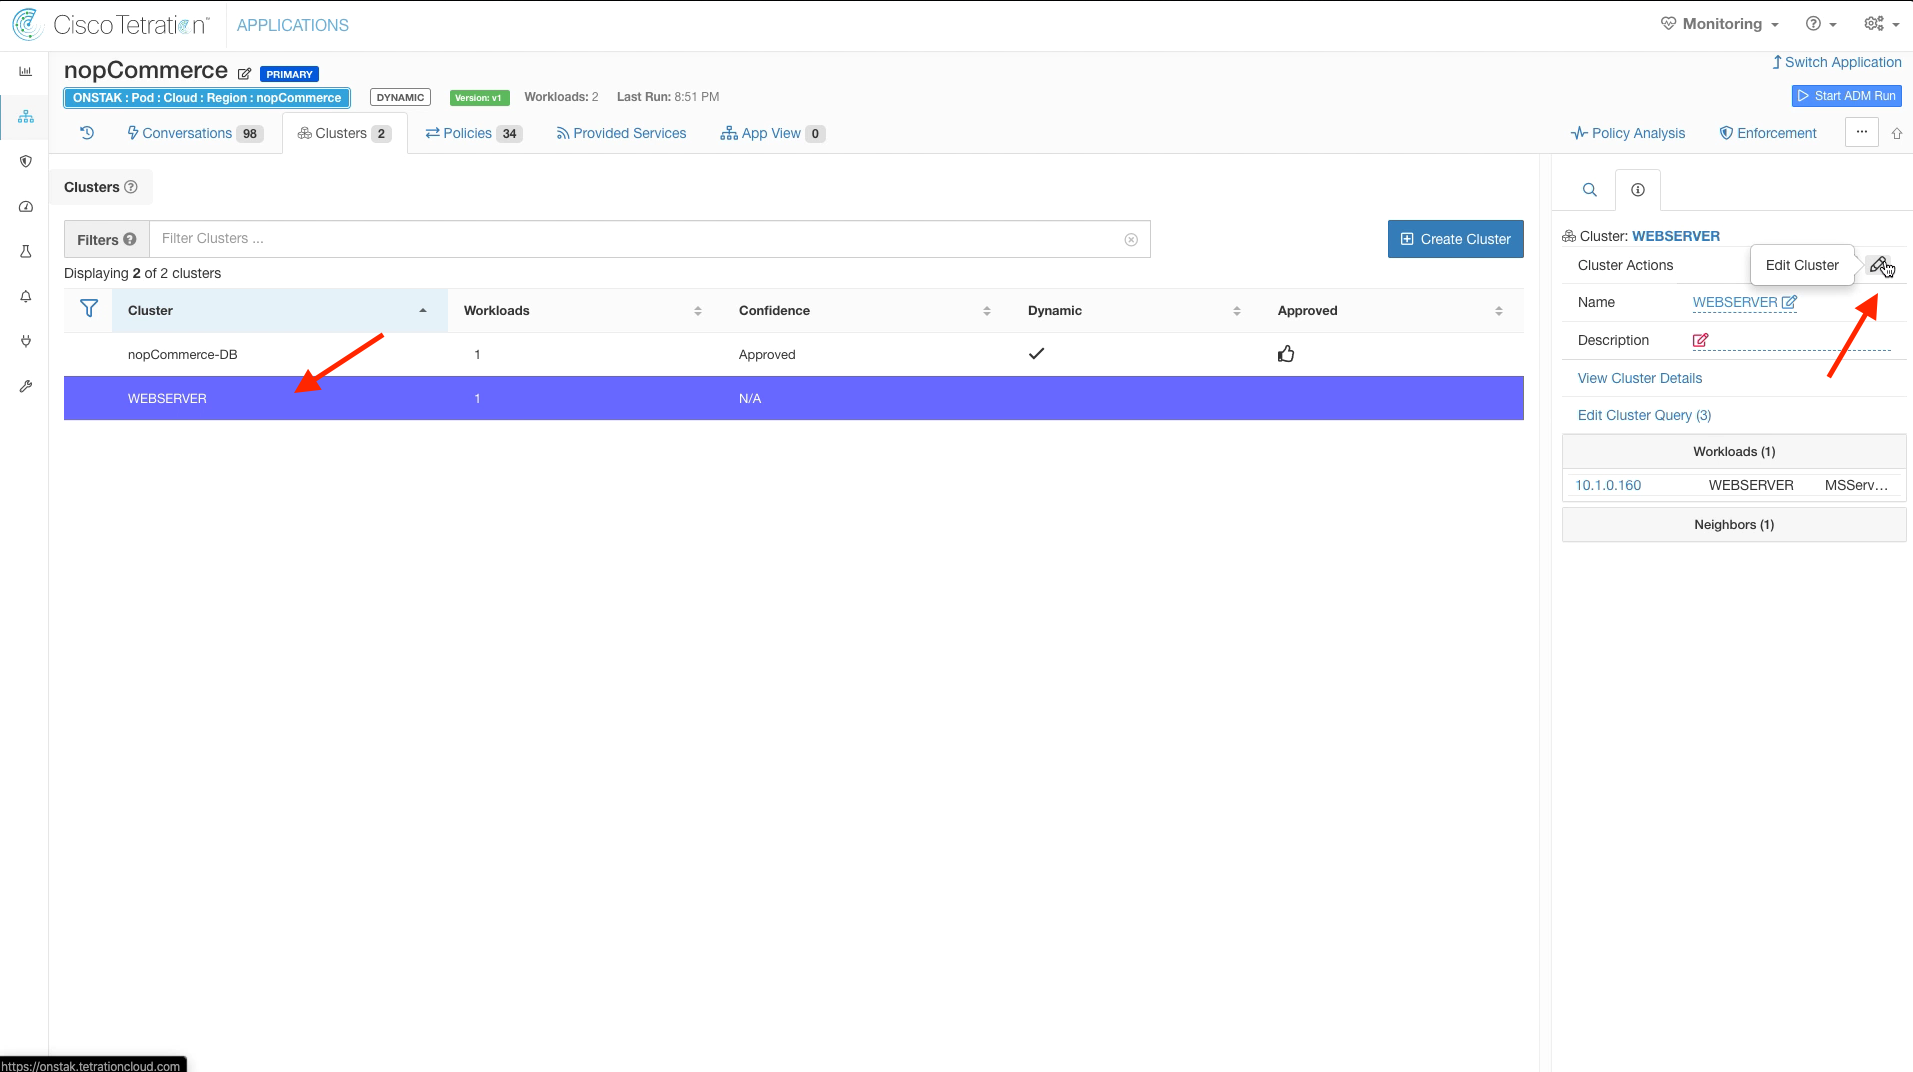 Cisco Tetration™ APPLICATIONS Monitoring
nopCommerce PRIMARY
Switch Application
ONSTAK : Pod : Cloud : Region : nopCommerce DYNAMIC Version: v1 Workloads: 2 Last Run: 8:51 PM
Start ADM Run
Conversations 98 Clusters 2 Policies 34 Provided Services App View 0 Policy Analysis Enforcement ...
Clusters
Filters Filter Clusters ... Create Cluster
Displaying 2 of 2 clusters
Cluster Workloads Confidence Dynamic Approved
nopCommerce-DB 1 Approved
WEBSERVER 1 N/A
Cluster: WEBSERVER
Cluster Actions Edit Cluster
Name WEBSERVER
Description
View Cluster Details
Edit Cluster Query (3)
Workloads (1)
10.1.0.160 WEBSERVER MSServ...
Neighbors (1)
https://onstak.tetrationcloud.com